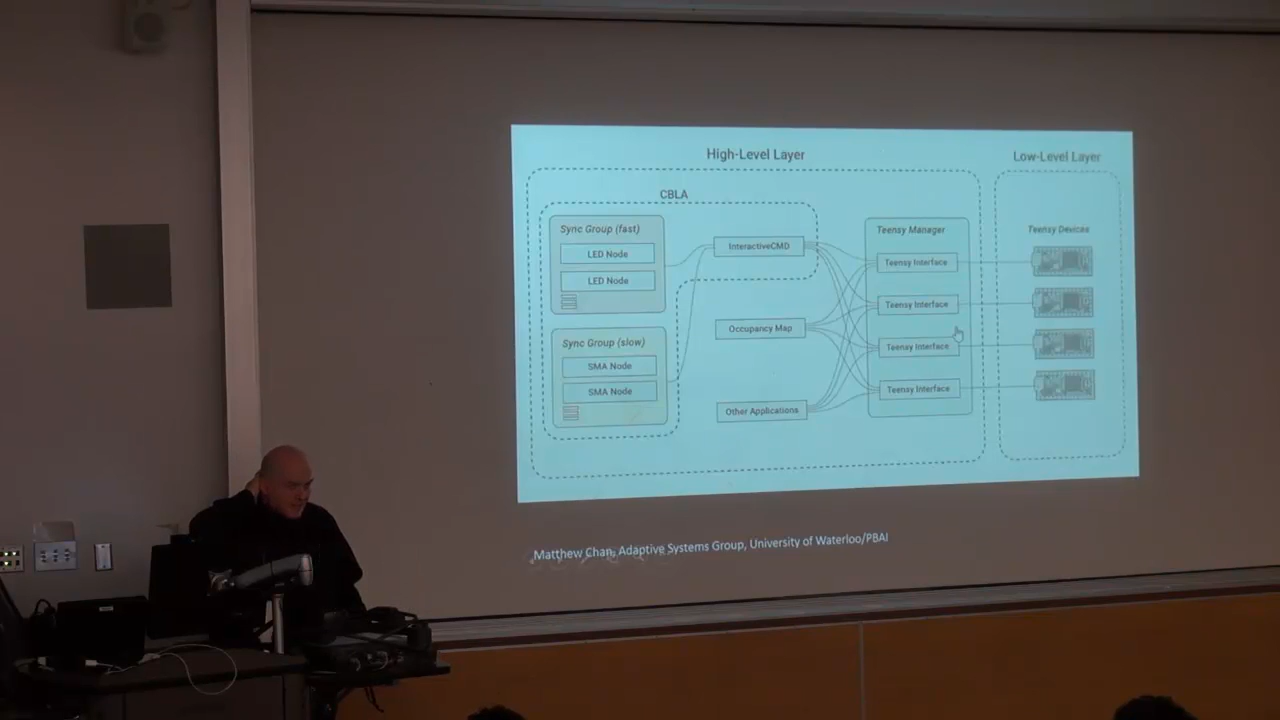 High-Level Layer
Low-Level Layer
CBLA
Sync Group (fast)
LED Node
LED Node
Sync Group (slow)
SMA Node
SMA Node
InteractiveCMD
Occupancy Map
Other Applications
Teensy Manager
Teensy Interface
Teensy Interface
Teensy Interface
Teensy Interface
Teensy Devices
Matthew Chan, Adaptive Systems Group, University of Waterloo/PBAI